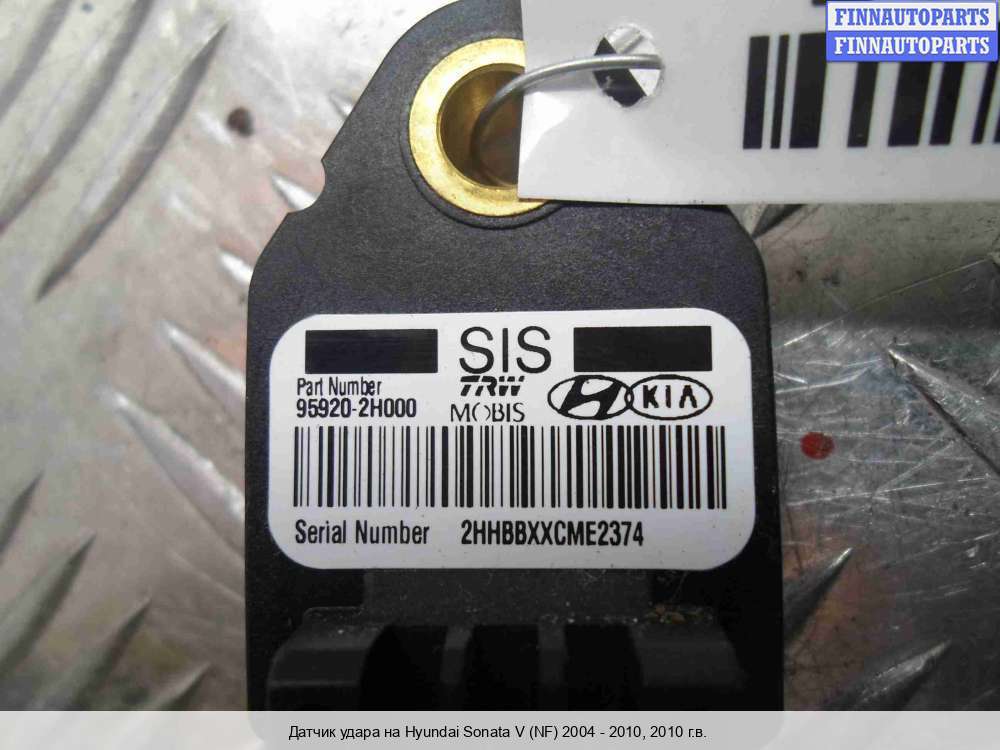 FINNAUTOPARTS
FINNAUTOPARTS
SIS
Part Number
95920-2H000
TRW
MOBIS
KIA
Serial Number 2HHBBXXCME2374
Датчик удара на Hyundai Sonata V (NF) 2004 - 2010, 2010 г.в.